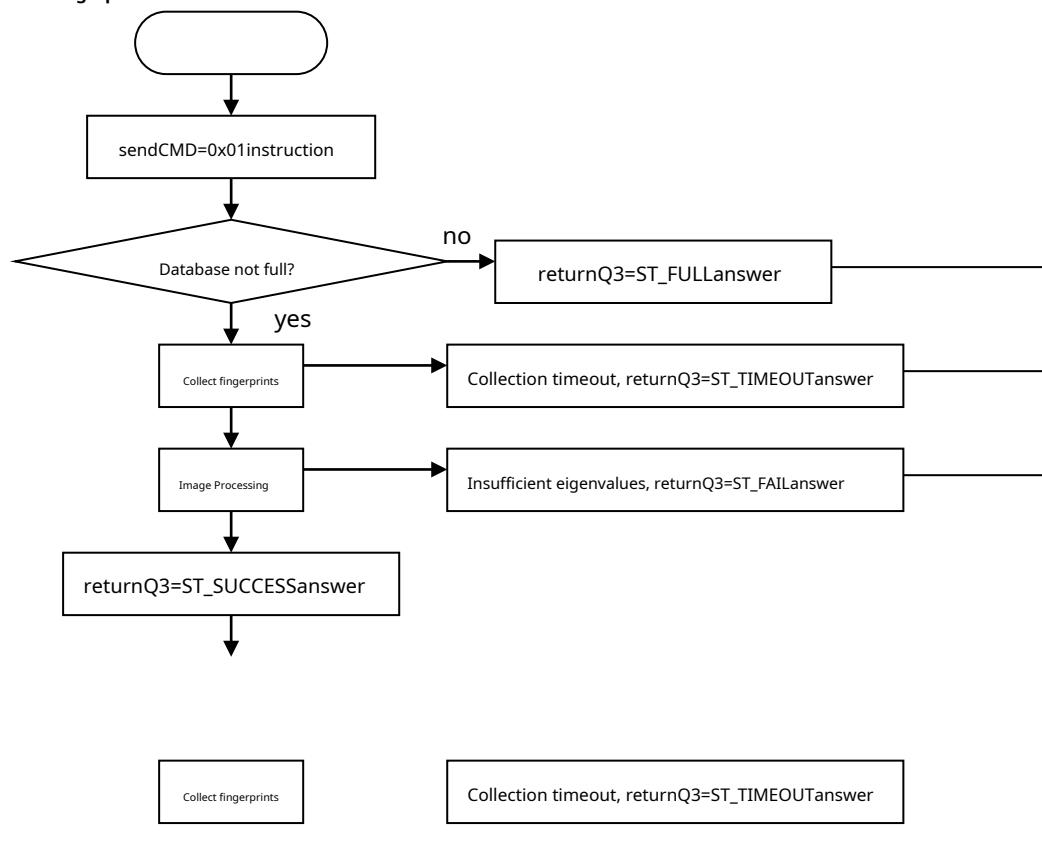 sendCMD=0x01instruction
Database not full?
no
returnQ3=ST_FULLanswer
yes
Collect fingerprints
Collection timeout, returnQ3=ST_TIMEOUTanswer
Image Processing
Insufficient eigenvalues, returnQ3=ST_FAILanswer
returnQ3=ST_SUCCESSanswer
Collect fingerprints
Collection timeout, returnQ3=ST_TIMEOUTanswer